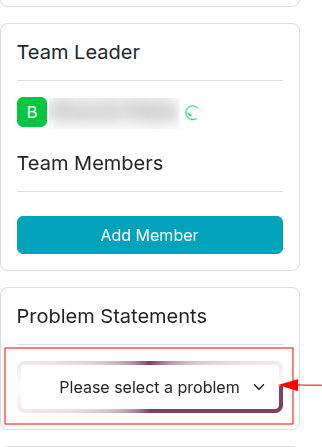 Team Leader
B
Team Members
Add Member
Problem Statements
Please select a problem